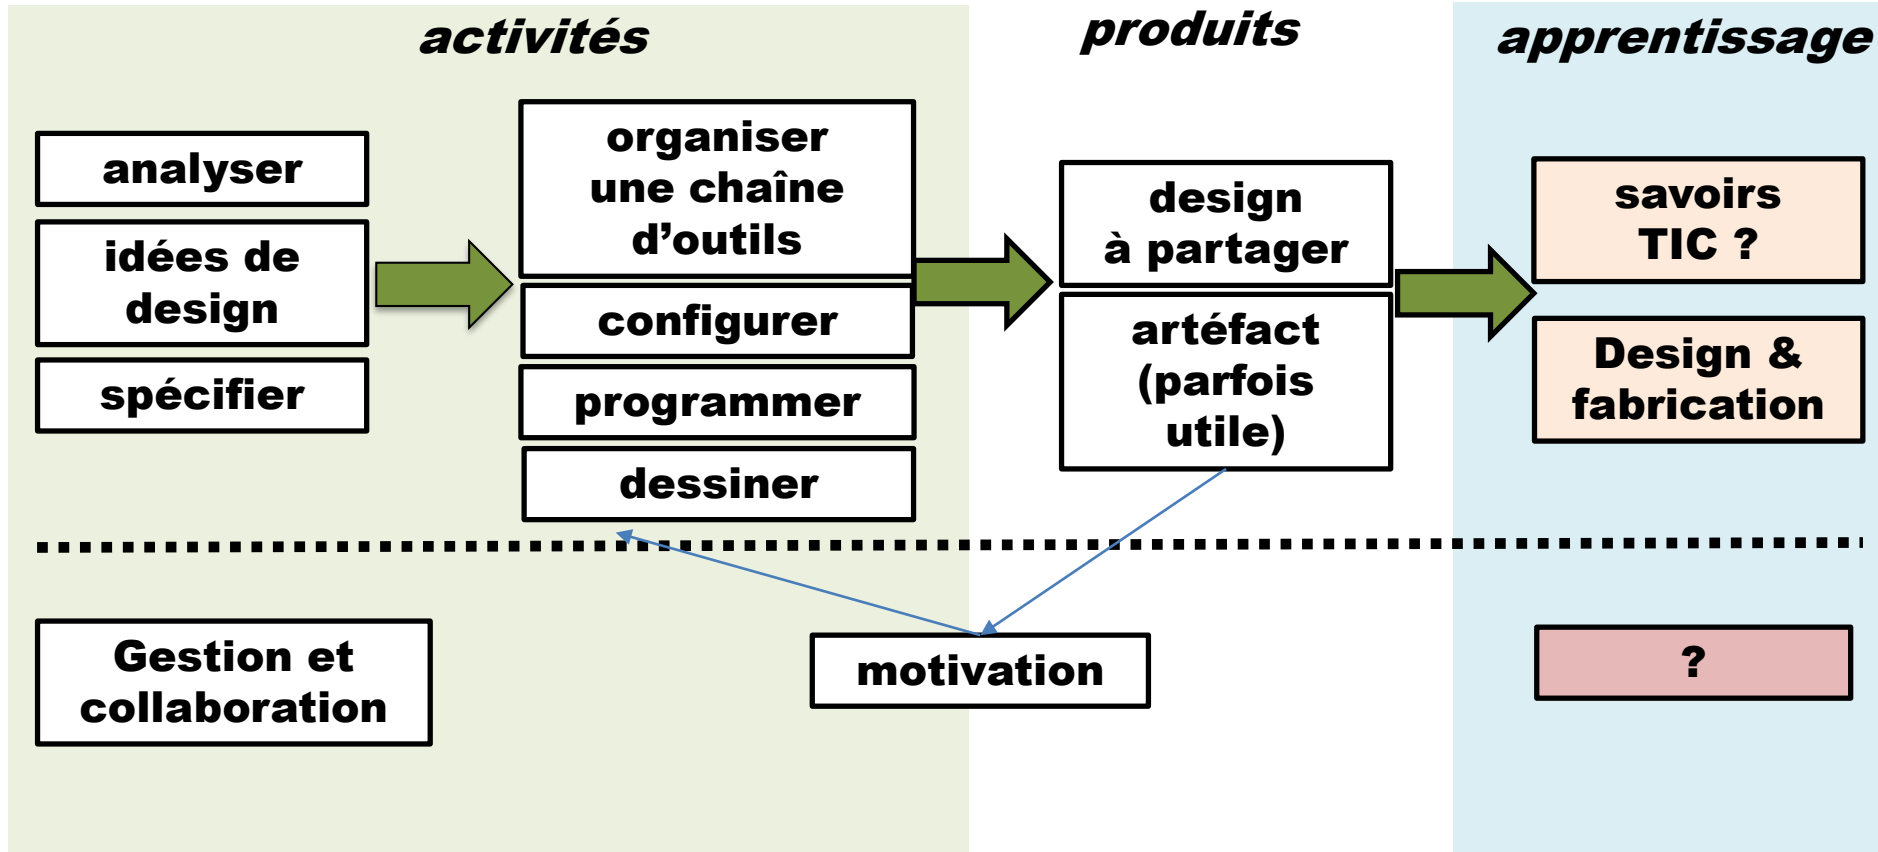 activités
produits
apprentissage
analyser
idées de
design
spécifier
organiser
une chaîne
d’outils
configurer
programmer
dessiner
design
à partager
artéfact
(parfois
utile)
savoirs
TIC ?
Design &
fabrication
Gestion et
collaboration
motivation
?